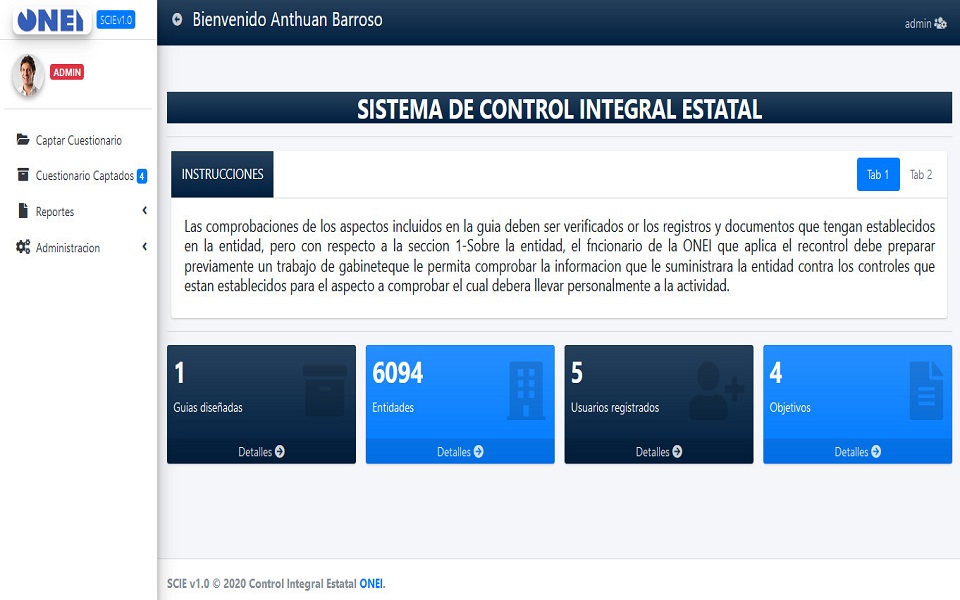 ONEI SCIEv1.0
Bienvenido Anthuan Barroso
admin
ADMIN
Captar Cuestionario
Cuestionario Captados 4
Reportes
Administracion
SISTEMA DE CONTROL INTEGRAL ESTATAL
INSTRUCCIONES
Tab 1
Tab 2
Las comprobaciones de los aspectos incluidos en la guia deben ser verificados or los registros y documentos que tengan establecidos
en la entidad, pero con respecto a la seccion 1-Sobre la entidad, el fncionario de la ONEI que aplica el recontrol debe preparar
previamente un trabajo de gabineteque le permita comprobar la informacion que le suministrara la entidad contra los controles que
estan establecidos para el aspecto a comprobar el cual debera llevar personalmente a la actividad.
1
Guias diseñadas
Detalles
6094
Entidades
Detalles
5
Usuarios registrados
Detalles
4
Objetivos
Detalles
SCIE v1.0 © 2020 Control Integral Estatal ONEI.